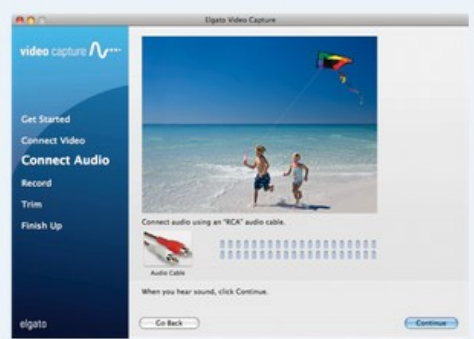 Elgato Video Capture
video capture
Get Started
Connect Video
Connect Audio
Record
Trim
Finish Up
Connect audio using an "RCA" audio cable.
Audio Cable
When you hear sound, click Continue.
elgato
Go Back
Continue